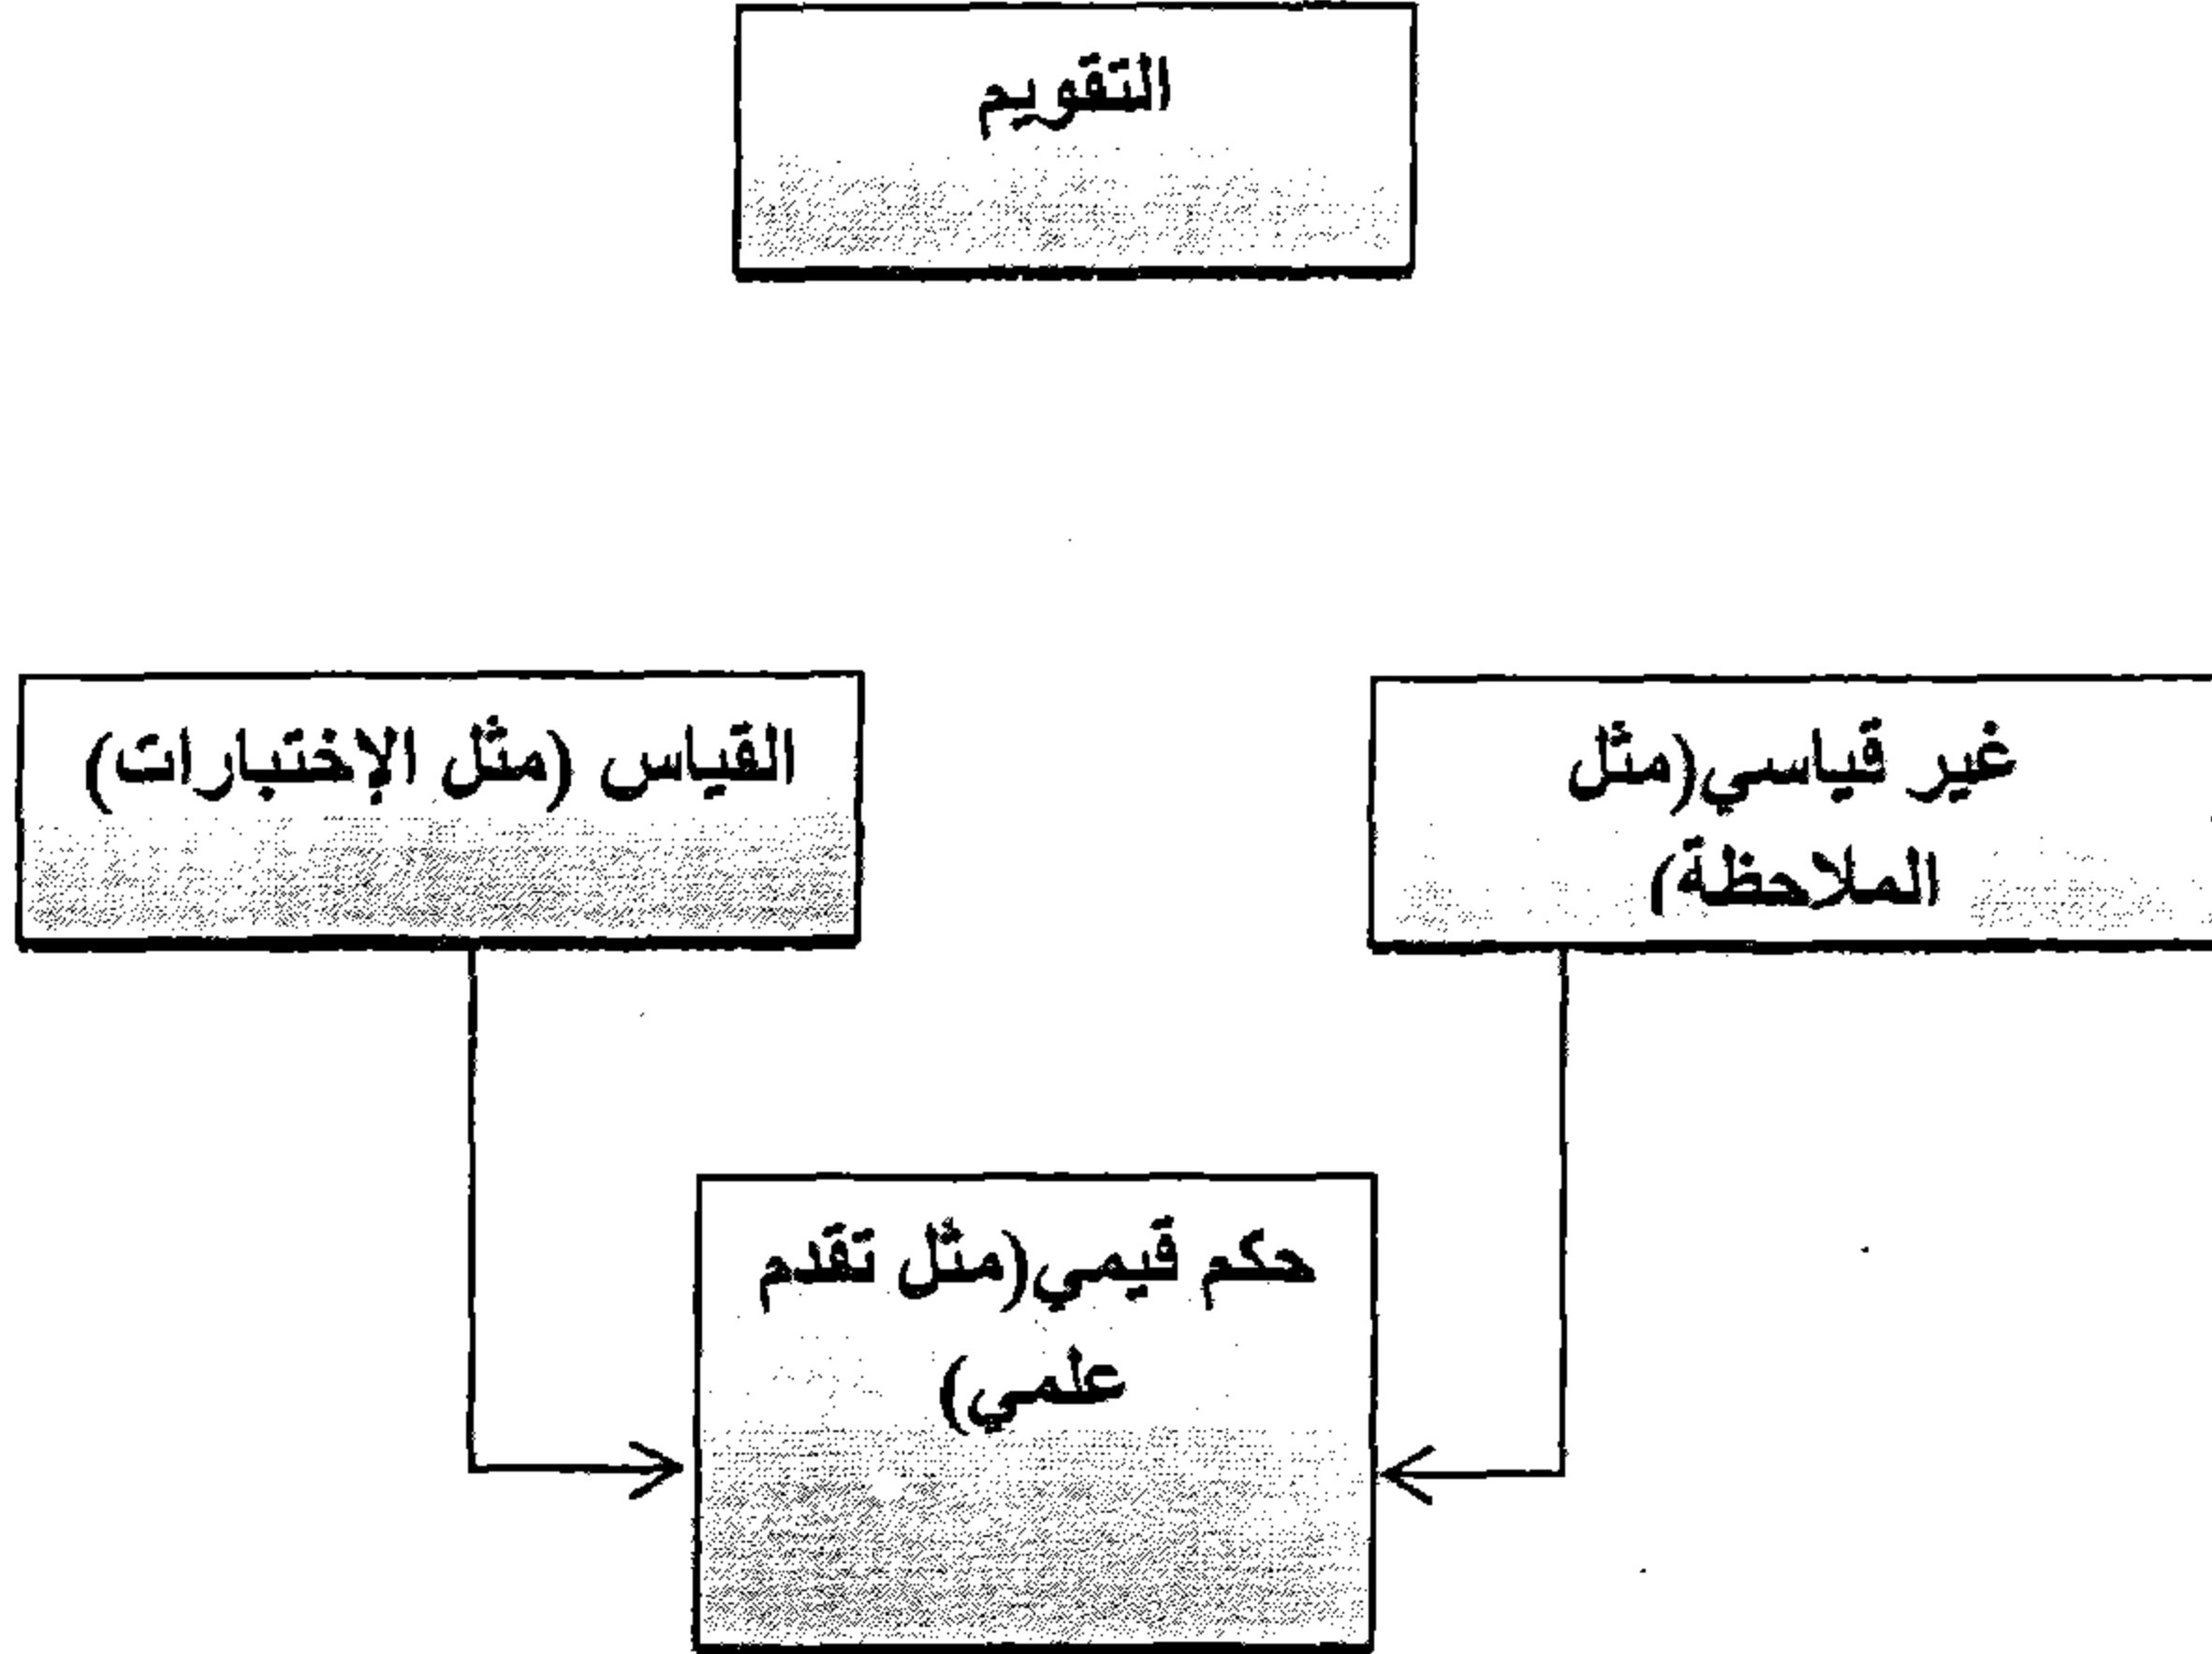 التقويم
غير قياسي(مثل
الملاحظة)
القياس (مثل الإختبارات)
حكم قيمي(مثل تقدم
علمي)